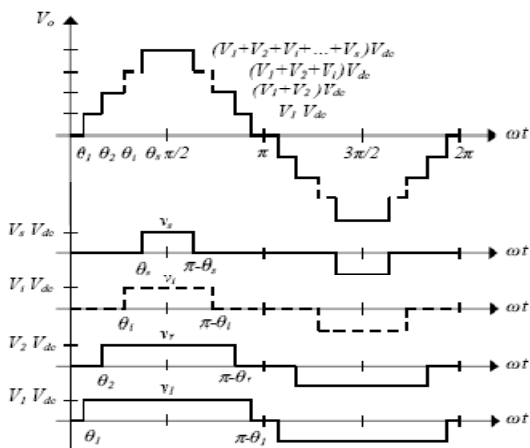 V_o
(V_1+V_2+V_i+...+V_s)V_dc
(V_1+V_2+V_i)V_dc
(V_1+V_2)V_dc
V_1 V_dc
θ_1 θ_2 θ_i θ_s π/2 π 3π/2 2π ωt
V_s V_dc v_s ωt
θ_s π-θ_s
V_i V_dc v_i ωt
θ_i π-θ_i
V_2 V_dc v_r ωt
θ_2 π-θ_r
V_1 V_dc v_1 ωt
θ_1 π-θ_1